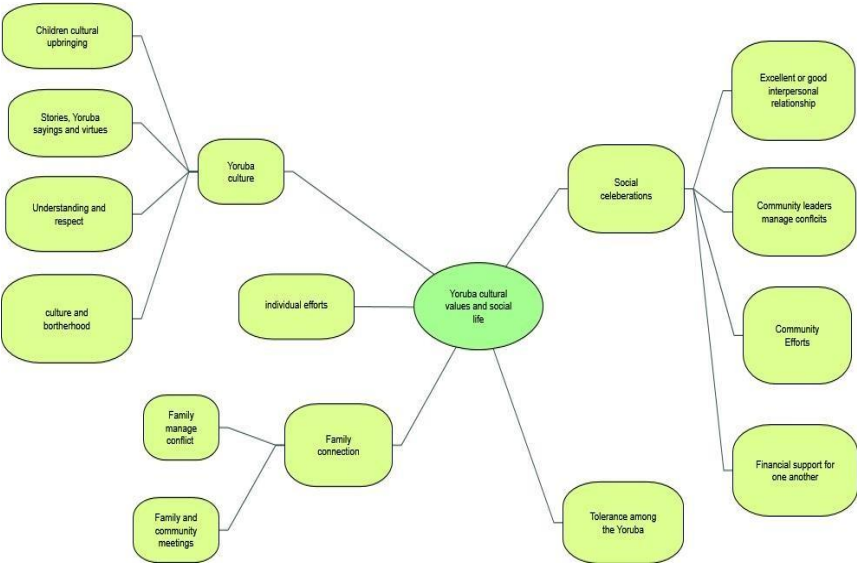 Children cultural
upbringing
Stories, Yoruba
sayings and virtues
Understanding and
respect
culture and
bortherhood
Yoruba
culture
individual efforts
Family
manage
conflict
Family and
community
meetings
Family
connection
Yoruba cultural
values and social
life
Social
celeberations
Tolerance among
the Yoruba
Excellent or good
interpersonal
relationship
Community leaders
manage conflcits
Community
Efforts
Financial support for
one another